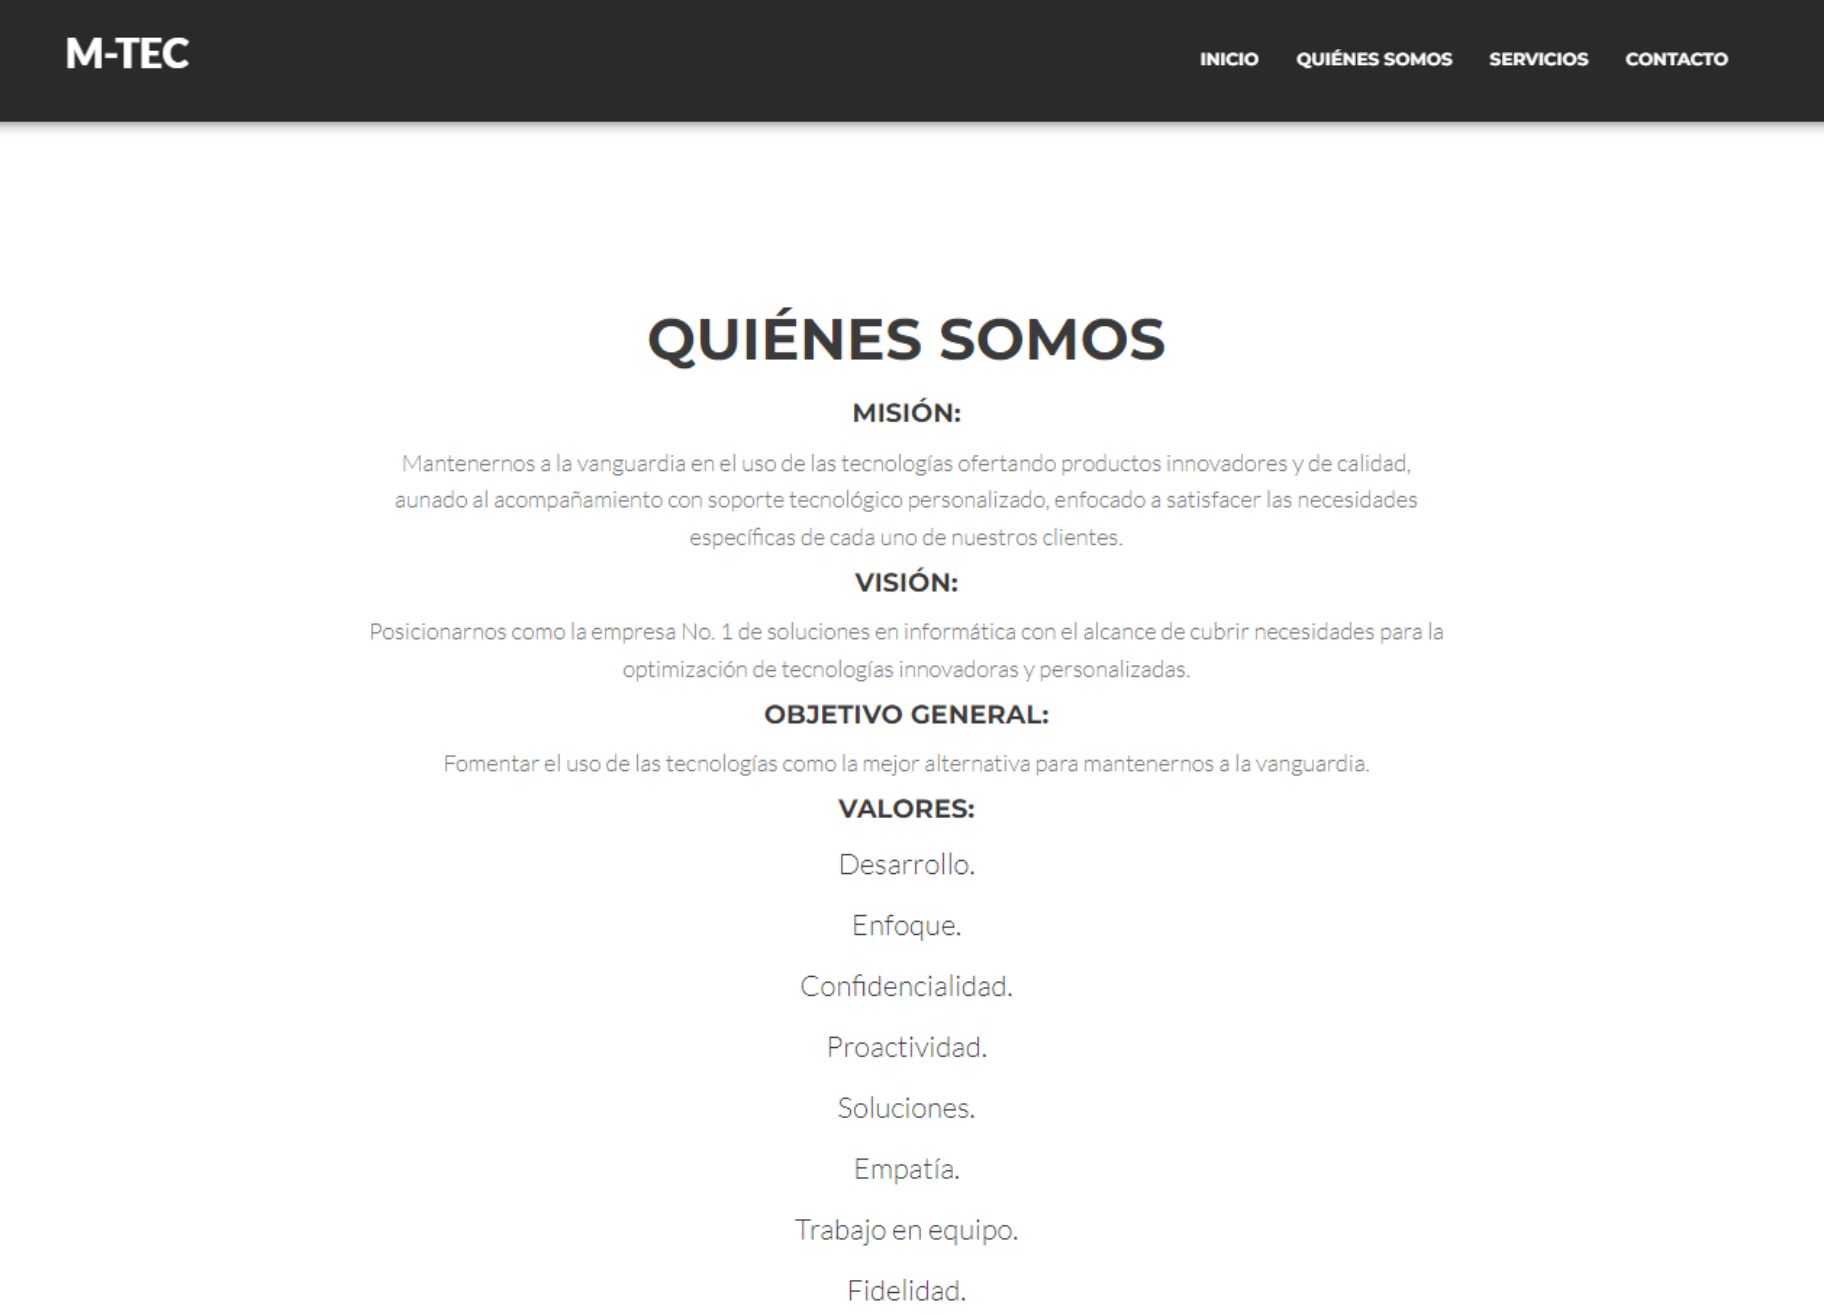 M-TEC
INICIO QUIÉNES SOMOS SERVICIOS CONTACTO
QUIÉNES SOMOS
MISIÓN:
Mantenernos a la vanguardia en el uso de las tecnologías ofertando productos innovadores y de calidad,
aunado al acompañamiento con soporte tecnológico personalizado, enfocado a satisfacer las necesidades
específicas de cada uno de nuestros clientes.
VISIÓN:
Posicionarnos como la empresa No. 1 de soluciones en informática con el alcance de cubrir necesidades para la
optimización de tecnologías innovadoras y personalizadas.
OBJETIVO GENERAL:
Fomentar el uso de las tecnologías como la mejor alternativa para mantenernos a la vanguardia.
VALORES:
Desarrollo.
Enfoque.
Confidencialidad.
Proactividad.
Soluciones.
Empatía.
Trabajo en equipo.
Fidelidad.